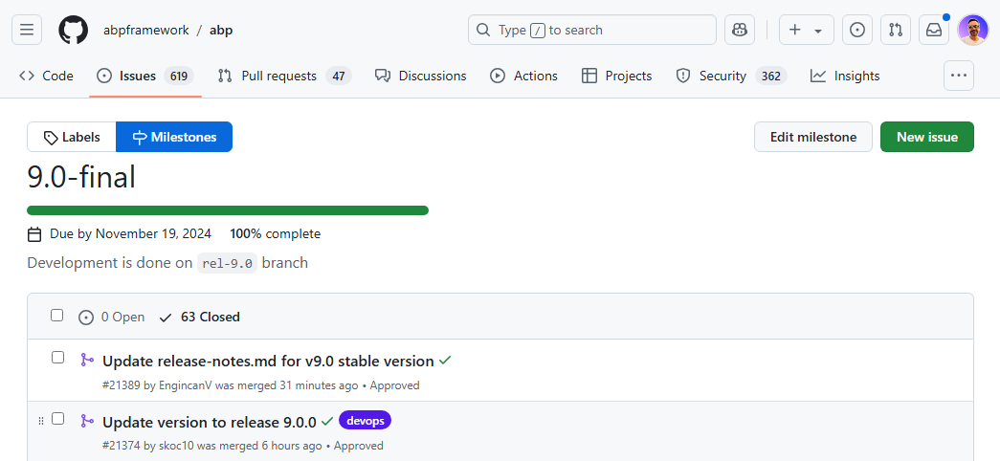 abpframework / abp
Type / to search
Code
Issues 619
Pull requests 47
Discussions
Actions
Projects
Security 362
Insights
Labels
Milestones
Edit milestone
New issue
9.0-final
Due by November 19, 2024 100% complete
Development is done on rel-9.0 branch
0 Open 63 Closed
Update release-notes.md for v9.0 stable version
#21389 by EngincanV was merged 31 minutes ago • Approved
Update version to release 9.0.0 devops
#21374 by skoc10 was merged 6 hours ago • Approved